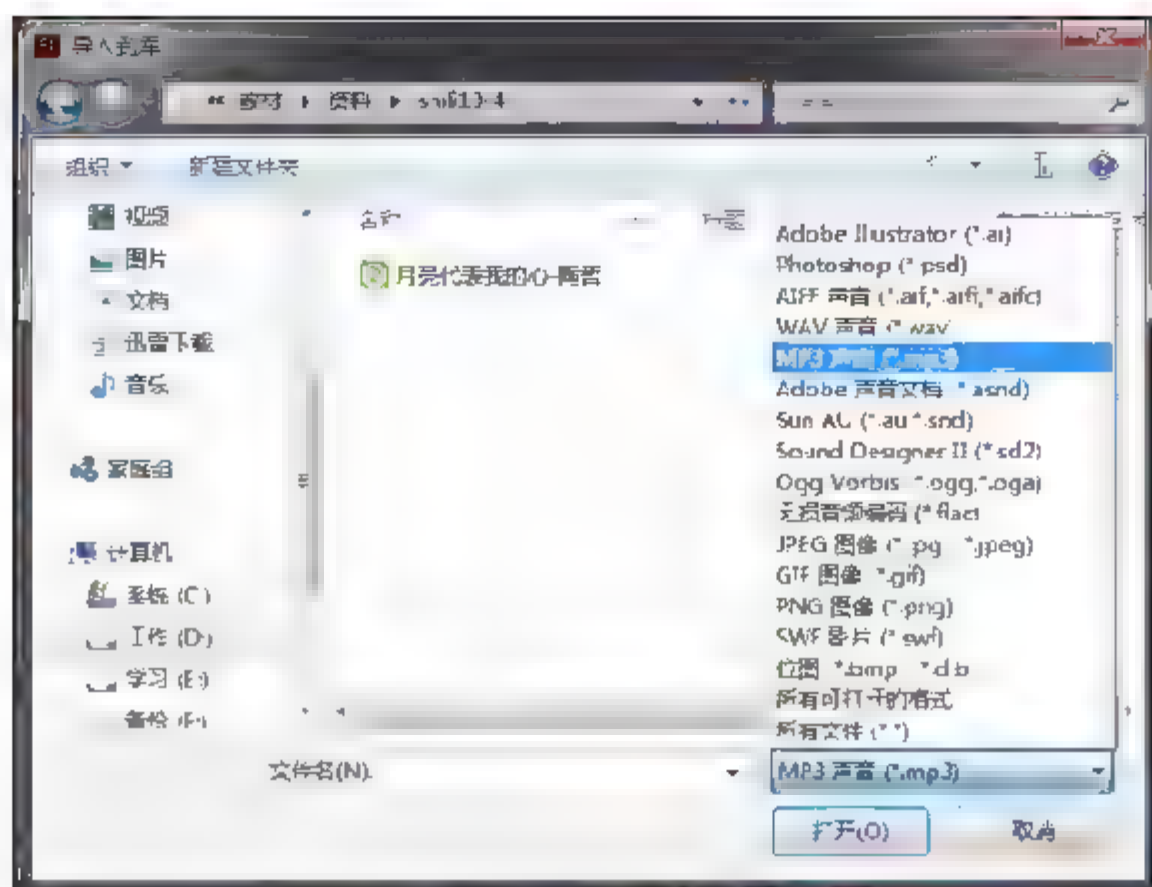 导入到库
素材 资料 shili13-4
组织 新建文件夹
视频
图片
文档
迅雷下载
音乐
家庭组
计算机
系统 (C:)
工作 (D:)
学习 (E:)
备份 (F:)
名称 标题
月亮代表我的心-陶喆
Adobe Illustrator (*.ai)
Photoshop (*.psd)
AIFF 声音 (*.aif,*.aiff,*.aifc)
WAV 声音 (*.wav)
MP3 声音 (*.mp3)
Adobe 声音文档 (*.asnd)
Sun AU (*.au,*.snd)
Sound Designer II (*.sd2)
Ogg Vorbis (*.ogg,*.oga)
无损音频编码 (*.flac)
JPEG 图像 (*.jpg, *.jpeg)
GIF 图像 (*.gif)
PNG 图像 (*.png)
SWF 影片 (*.swf)
位图 (*.bmp, *.dib)
所有可打开的格式
所有文件 (*.*)
文件名(N):
MP3 声音 (*.mp3)
打开(O) 取消